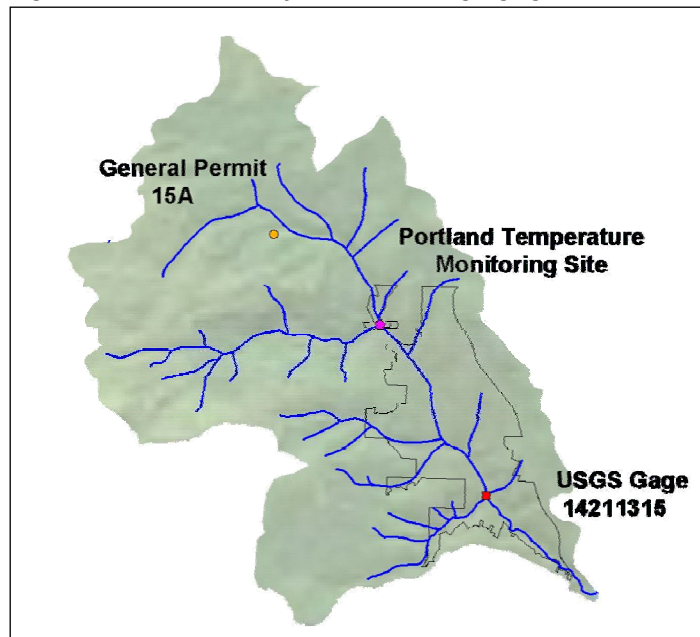 General Permit
15A
Portland Temperature
Monitoring Site
USGS Gage
14211315